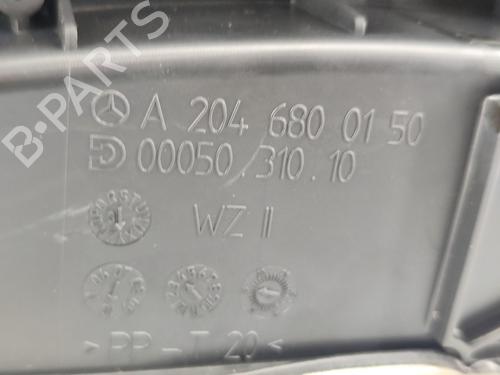 A 204 680 01 50
D 00050.310.10
WZ II
>PP-T 20<
B-PARTS